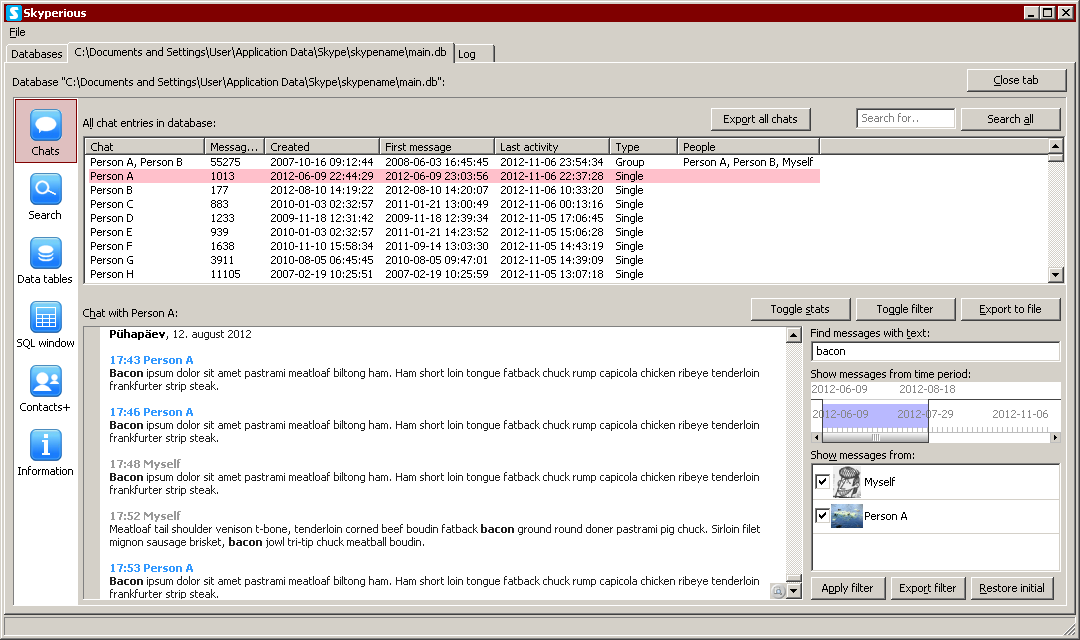 Skyperious
File
Databases C:\Documents and Settings\User\Application Data\Skype\skypename\main.db Log
Database "C:\Documents and Settings\User\Application Data\Skype\skypename\main.db": Close tab
Chats
Search
Data tables
SQL window
Contacts+
Information
All chat entries in database: Export all chats Search for... Search all
Chat Messag... Created First message Last activity Type People
Person A, Person B 55275 2007-10-16 09:12:44 2008-06-03 16:45:45 2012-11-06 23:54:34 Group Person A, Person B, Myself
Person A 1013 2012-06-09 22:44:29 2012-06-09 23:03:56 2012-11-06 22:37:28 Single
Person B 177 2012-08-10 14:19:22 2012-08-10 14:20:07 2012-11-06 10:33:20 Single
Person C 883 2010-01-03 02:32:57 2011-01-21 13:00:49 2012-11-06 00:13:16 Single
Person D 1233 2009-11-18 12:31:42 2009-11-18 12:39:34 2012-11-05 17:06:45 Single
Person E 939 2010-01-03 02:32:57 2011-01-21 14:23:52 2012-11-05 15:06:28 Single
Person F 1638 2010-11-10 15:58:34 2011-09-14 13:03:30 2012-11-05 14:43:19 Single
Person G 3911 2010-08-05 06:45:45 2010-08-05 09:47:01 2012-11-05 14:39:09 Single
Person H 11105 2007-02-19 10:25:51 2007-02-19 10:25:59 2012-11-05 13:07:18 Single
Chat with Person A: Toggle stats Toggle filter Export to file
Pühapäev, 12. august 2012
17:43 Person A
Bacon ipsum dolor sit amet pastrami meatloaf biltong ham. Ham short loin tongue fatback chuck rump capicola chicken ribeye tenderloin
frankfurter strip steak.
17:46 Person A
Bacon ipsum dolor sit amet pastrami meatloaf biltong ham. Ham short loin tongue fatback chuck rump capicola chicken ribeye tenderloin
frankfurter strip steak.
17:48 Myself
Bacon ipsum dolor sit amet pastrami meatloaf biltong ham. Ham short loin tongue fatback chuck rump capicola chicken ribeye tenderloin
frankfurter strip steak.
17:52 Myself
Meatloaf tail shoulder venison t-bone, tenderloin corned beef boudin fatback bacon ground round doner pastrami pig chuck. Sirloin filet
mignon sausage brisket, bacon jowl tri-tip chuck meatball boudin.
17:53 Person A
Bacon ipsum dolor sit amet pastrami meatloaf biltong ham. Ham short loin tongue fatback chuck rump capicola chicken ribeye tenderloin
frankfurter strip steak.
Find messages with text:
bacon
Show messages from time period:
2012-06-09 2012-08-18
2012-06-09 2012-07-29 2012-11-06
Show messages from:
Myself
Person A
Apply filter Export filter Restore initial